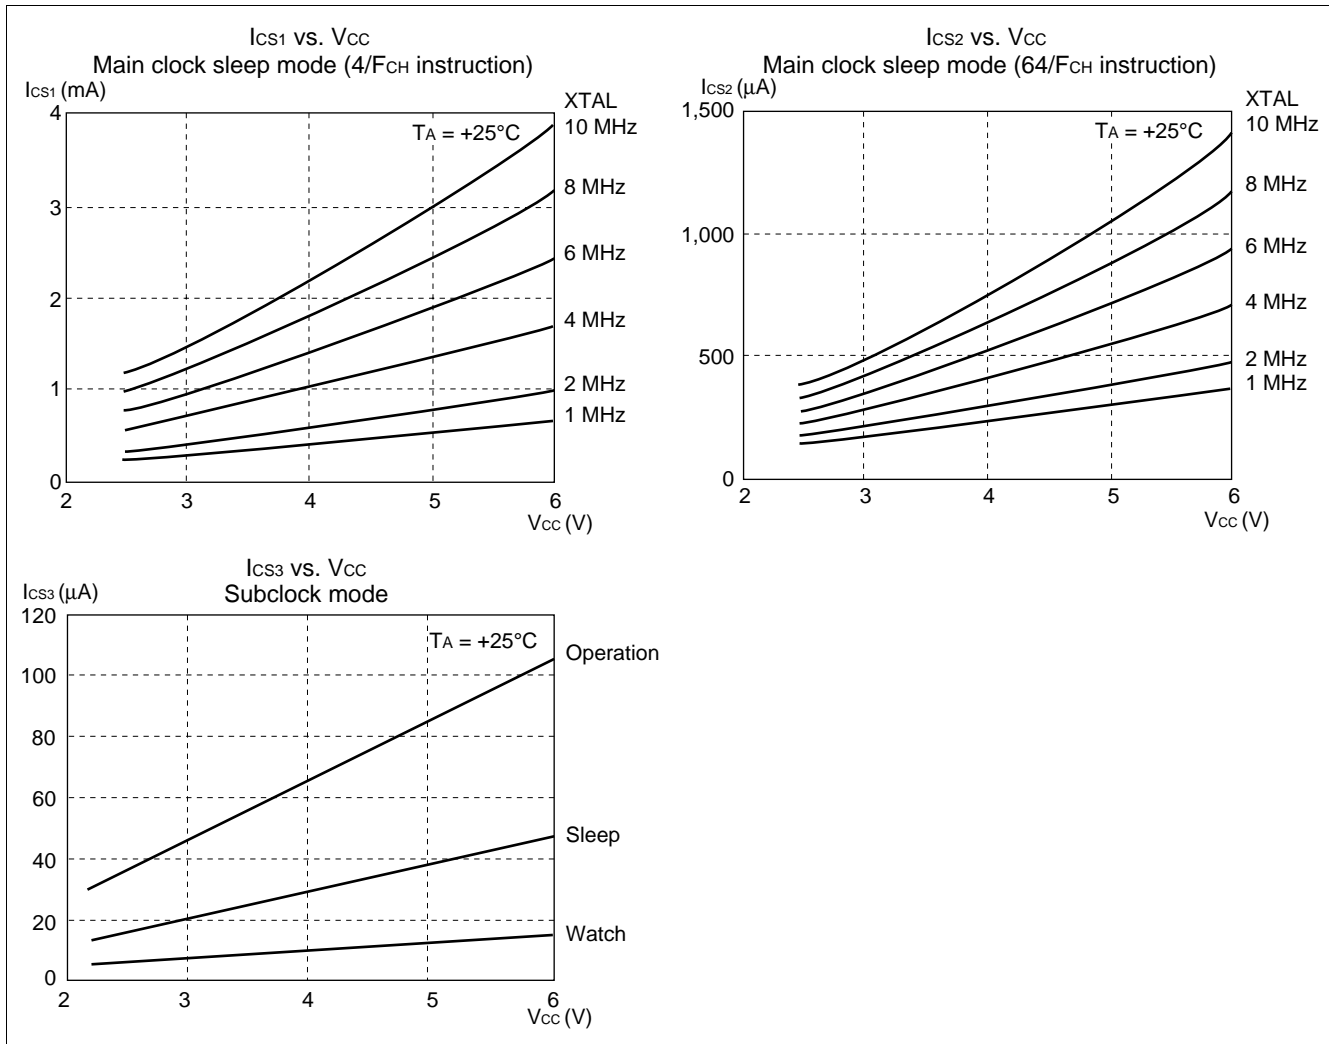 ICS1 vs. VCC
Main clock sleep mode (4/FCH instruction)
ICS1 (mA)
XTAL
TA = +25°C
10 MHz
8 MHz
6 MHz
4 MHz
2 MHz
1 MHz
4
3
2
1
0
2 3 4 5 6
VCC (V)
ICS2 vs. VCC
Main clock sleep mode (64/FCH instruction)
ICS2 (μA)
XTAL
TA = +25°C
10 MHz
8 MHz
6 MHz
4 MHz
2 MHz
1 MHz
1,500
1,000
500
0
2 3 4 5 6
VCC (V)
ICS3 vs. VCC
Subclock mode
ICS3 (μA)
TA = +25°C
Operation
Sleep
Watch
120
100
80
60
40
20
0
2 3 4 5 6
VCC (V)